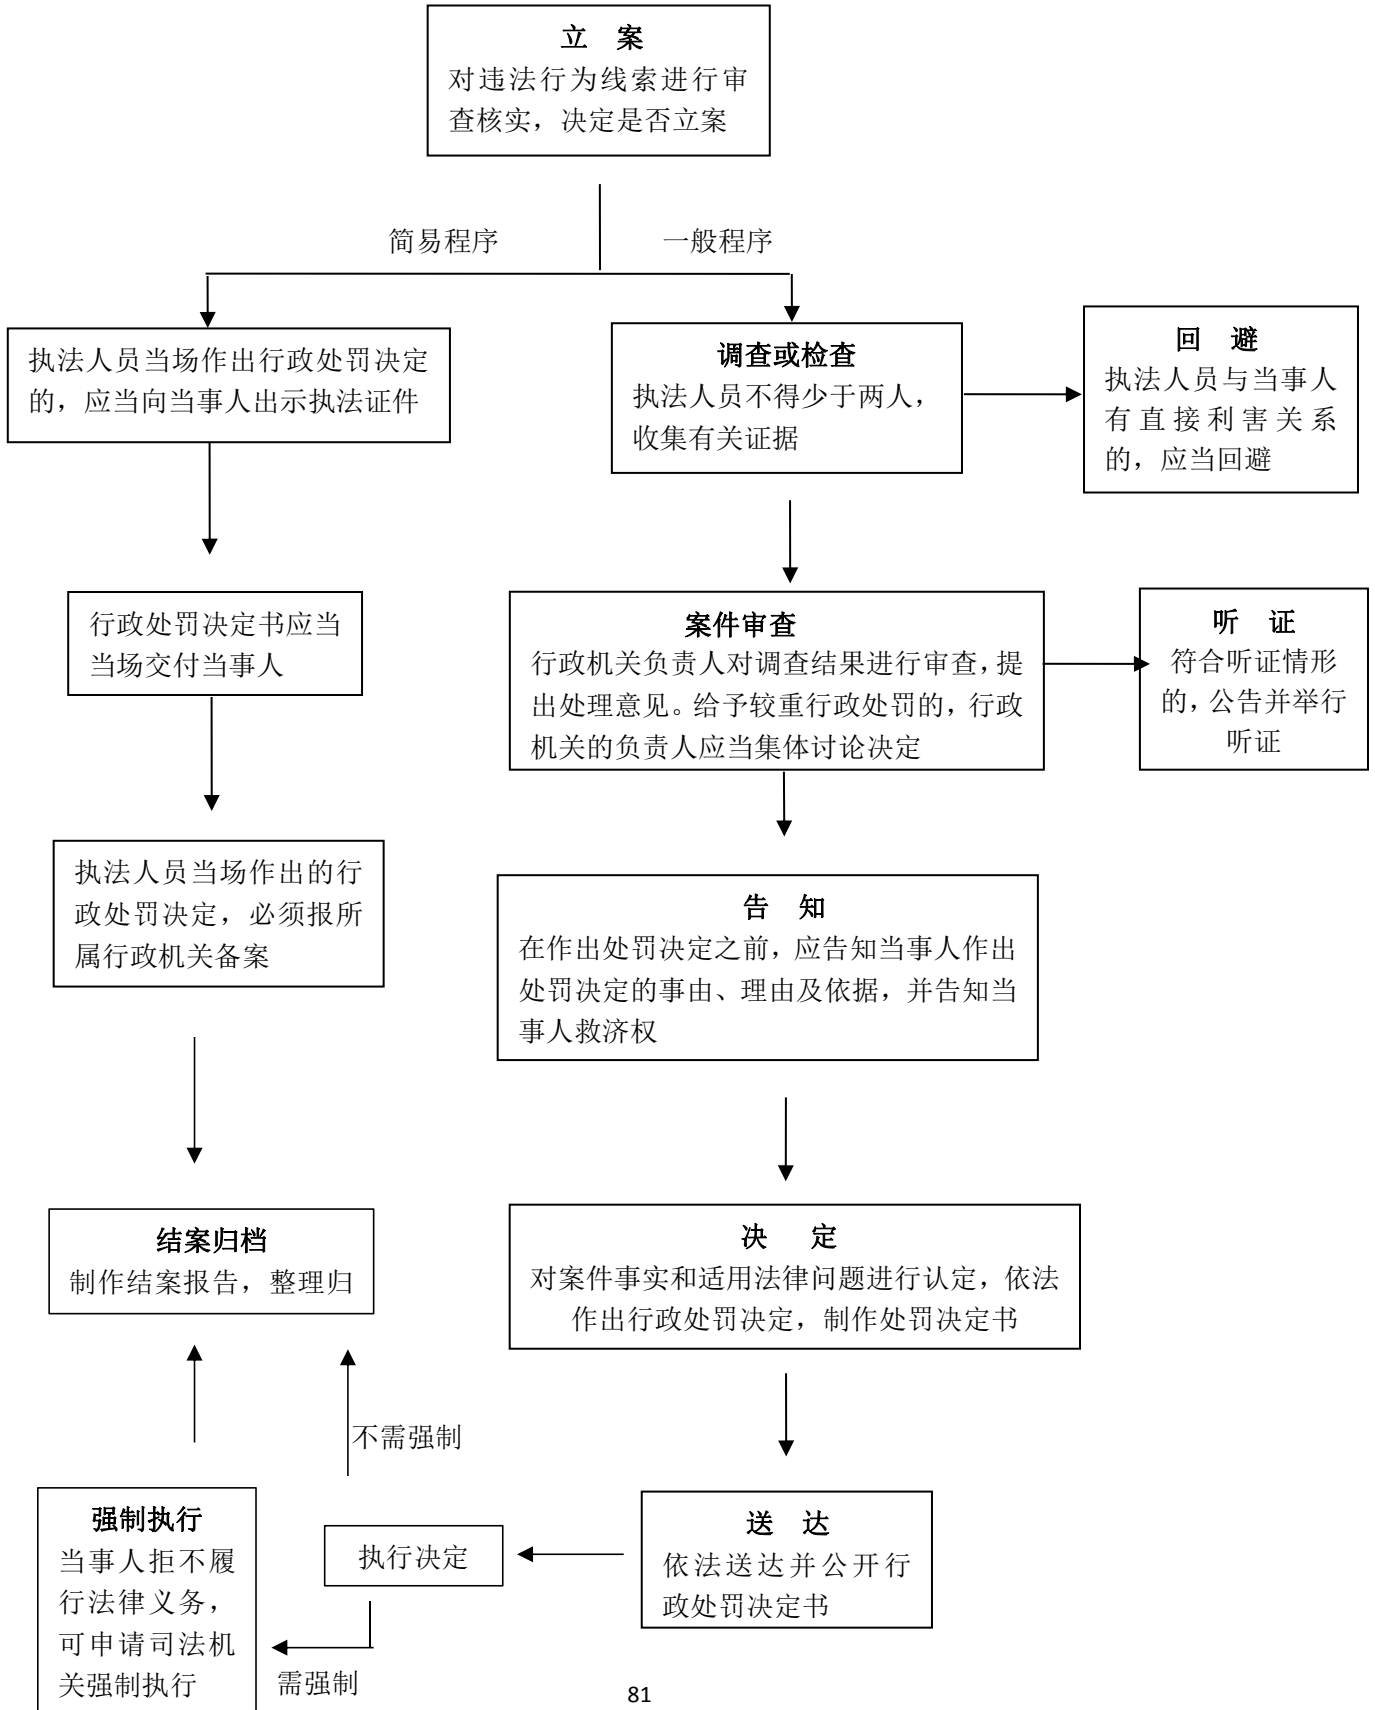 立 案
对违法行为线索进行审
查核实，决定是否立案
简易程序
一般程序
执法人员当场作出行政处罚决定
的，应当向当事人出示执法证件
调查或检查
执法人员不得少于两人，
收集有关证据
回 避
执法人员与当事人
有直接利害关系
的，应当回避
行政处罚决定书应当
当场交付当事人
案件审查
行政机关负责人对调查结果进行审查，提
出处理意见。给予较重行政处罚的，行政
机关的负责人应当集体讨论决定
听 证
符合听证情形
的，公告并举行
听证
执法人员当场作出的行
政处罚决定，必须报所
属行政机关备案
告 知
在作出处罚决定之前，应告知当事人作出
处罚决定的事由、理由及依据，并告知当
事人救济权
结案归档
制作结案报告，整理归
决 定
对案件事实和适用法律问题进行认定，依法
作出行政处罚决定，制作处罚决定书
不需强制
强制执行
当事人拒不履
行法律义务，
可申请司法机
关强制执行
执行决定
送 达
依法送达并公开行
政处罚决定书
需强制
81